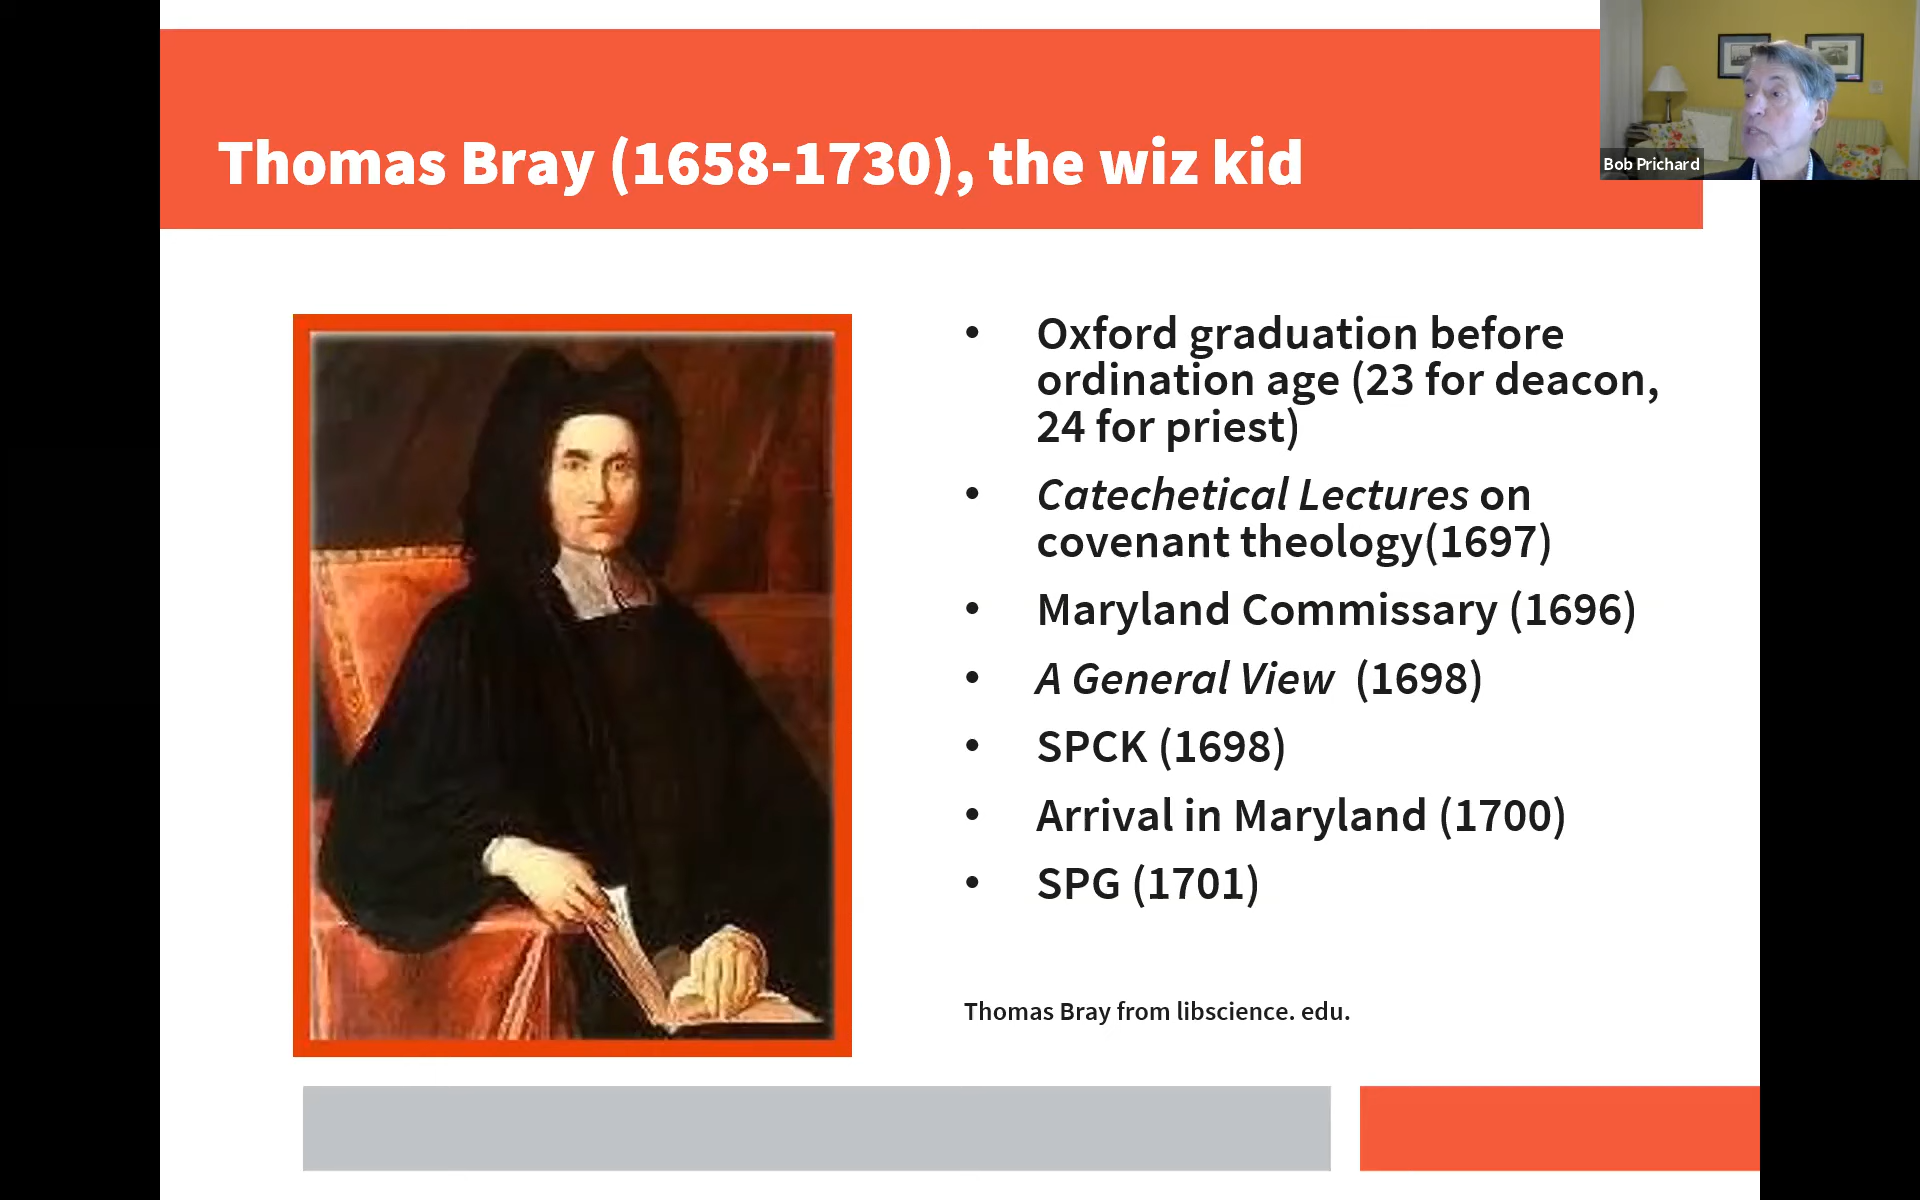 Thomas Bray (1658-1730), the wiz kid
Bob Prichard
• Oxford graduation before
ordination age (23 for deacon,
24 for priest)
• Catechetical Lectures on
covenant theology(1697)
• Maryland Commissary (1696)
• A General View (1698)
• SPCK (1698)
• Arrival in Maryland (1700)
• SPG (1701)
Thomas Bray from libscience. edu.